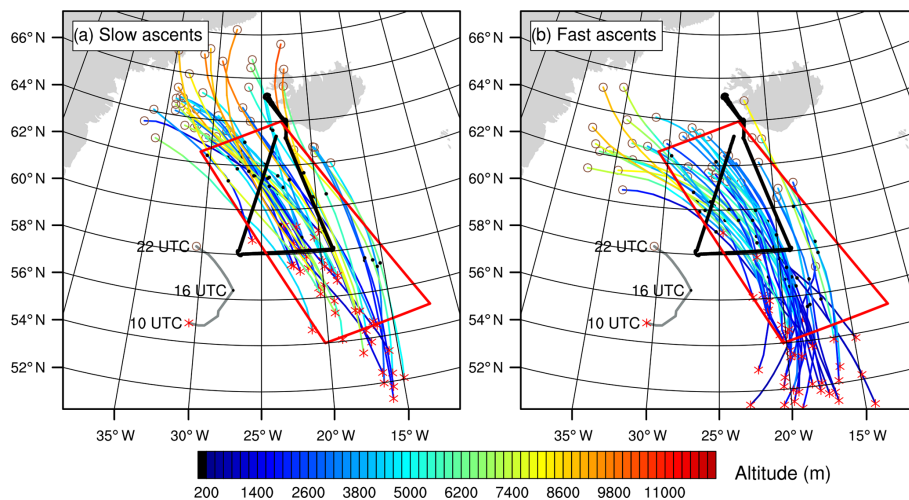 (a) Slow ascents
(b) Fast ascents
66° N
64° N
62° N
60° N
58° N
56° N
54° N
52° N
22 UTC
16 UTC
10 UTC
35° W
30° W
25° W
20° W
15° W
66° N
64° N
62° N
60° N
58° N
56° N
54° N
52° N
22 UTC
16 UTC
10 UTC
35° W
30° W
25° W
20° W
15° W
200 1400 2600 3800 5000 6200 7400 8600 9800 11000
Altitude (m)